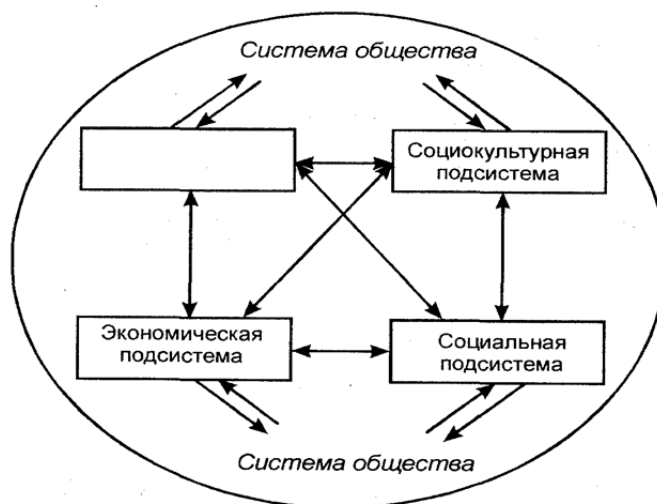 Система общества
Социокультурная
подсистема
Экономическая
подсистема
Социальная
подсистема
Система общества